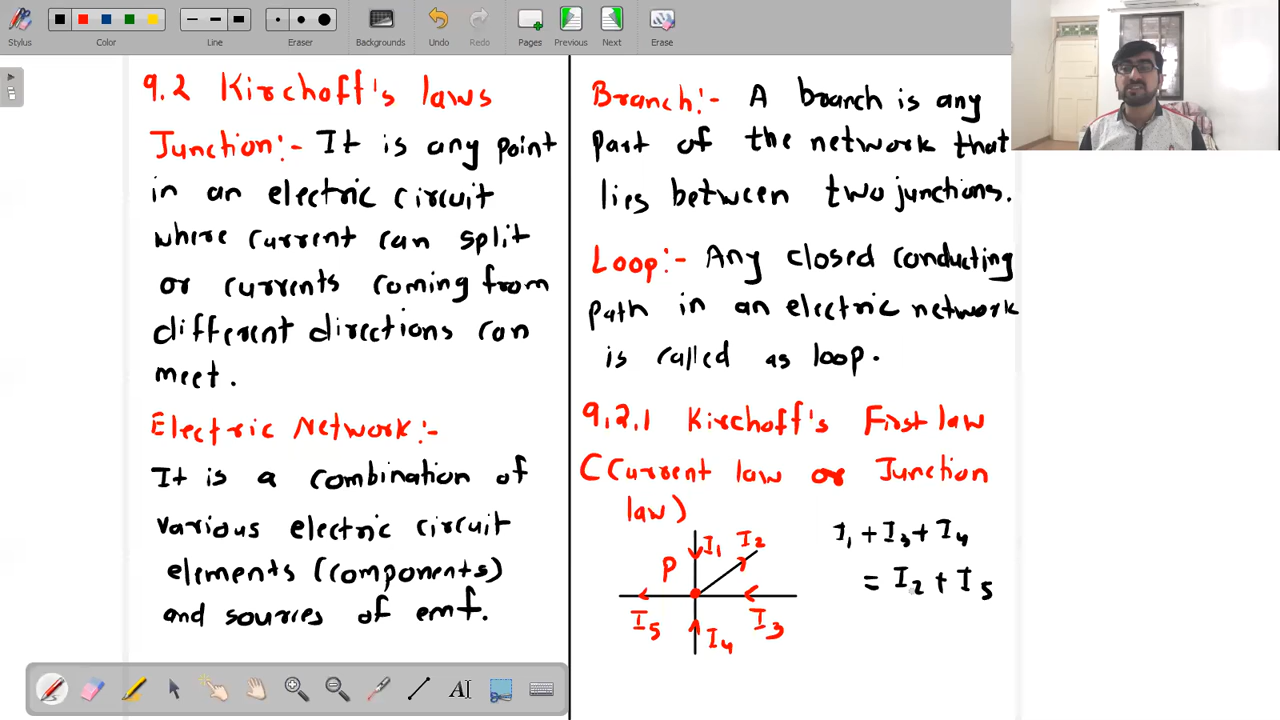 Stylus
Color
Line
Eraser
Backgrounds
Undo
Redo
Pages
Previous
Next
Erase
9.2 Kirchoff's laws
Junction:- It is any point
in an electric circuit
where current can split
or currents coming from
different directions can
meet.
Electric Network:-
It is a combination of
various electric circuit
elements (components)
and sources of emf.
Branch:- A branch is any
part of the network that
lies between two junctions.
Loop:- Any closed conducting
path in an electric network
is called as loop.
9.2.1 Kirchoff's First law
(Current law or Junction
law)
P I₁ I₂
I₅ I₄ I₃
I₁ + I₃ + I₄
= I₂ + I₅
AI